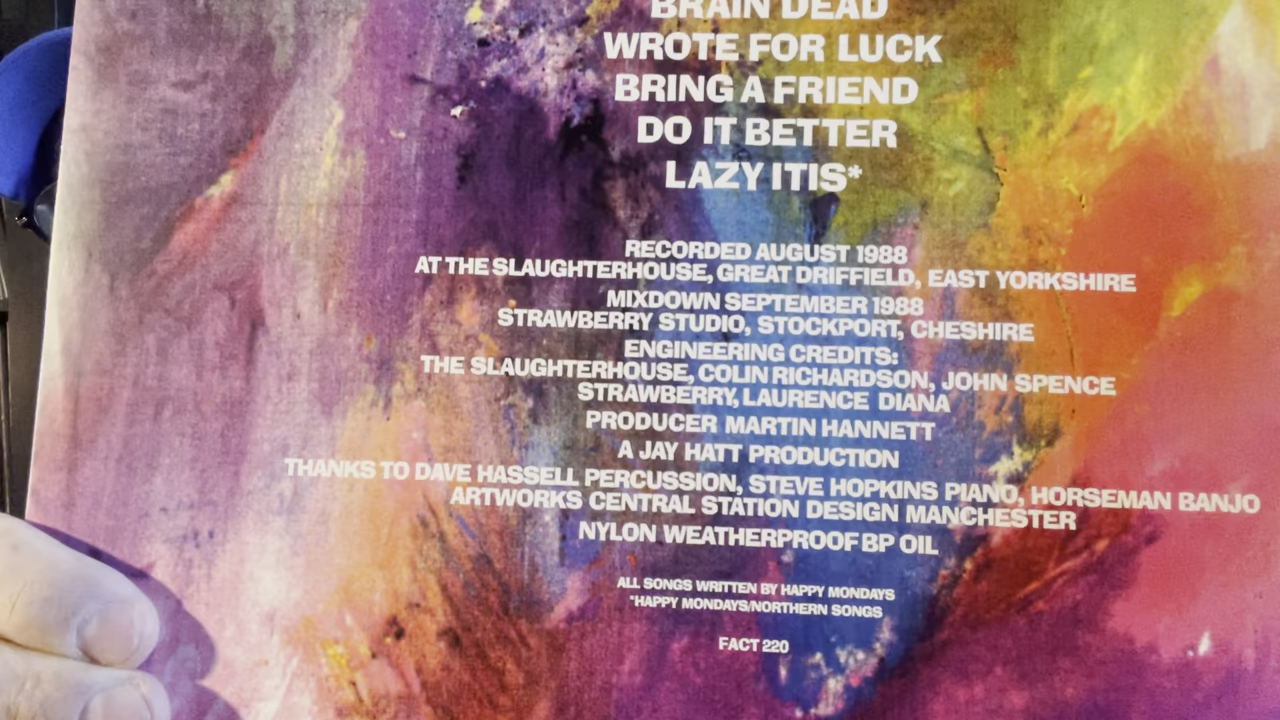 BRAIN DEAD
WROTE FOR LUCK
BRING A FRIEND
DO IT BETTER
LAZY ITIS*
RECORDED AUGUST 1988
AT THE SLAUGHTERHOUSE, GREAT DRIFFIELD, EAST YORKSHIRE
MIXDOWN SEPTEMBER 1988
STRAWBERRY STUDIO, STOCKPORT, CHESHIRE
ENGINEERING CREDITS:
THE SLAUGHTERHOUSE, COLIN RICHARDSON, JOHN SPENCE
STRAWBERRY, LAURENCE DIANA
PRODUCER MARTIN HANNETT
A JAY HATT PRODUCTION
THANKS TO DAVE HASSELL PERCUSSION, STEVE HOPKINS PIANO, HORSEMAN BANJO
ARTWORKS CENTRAL STATION DESIGN MANCHESTER
NYLON WEATHERPROOF BP OIL
ALL SONGS WRITTEN BY HAPPY MONDAYS
*HAPPY MONDAYS/NORTHERN SONGS
FACT 220